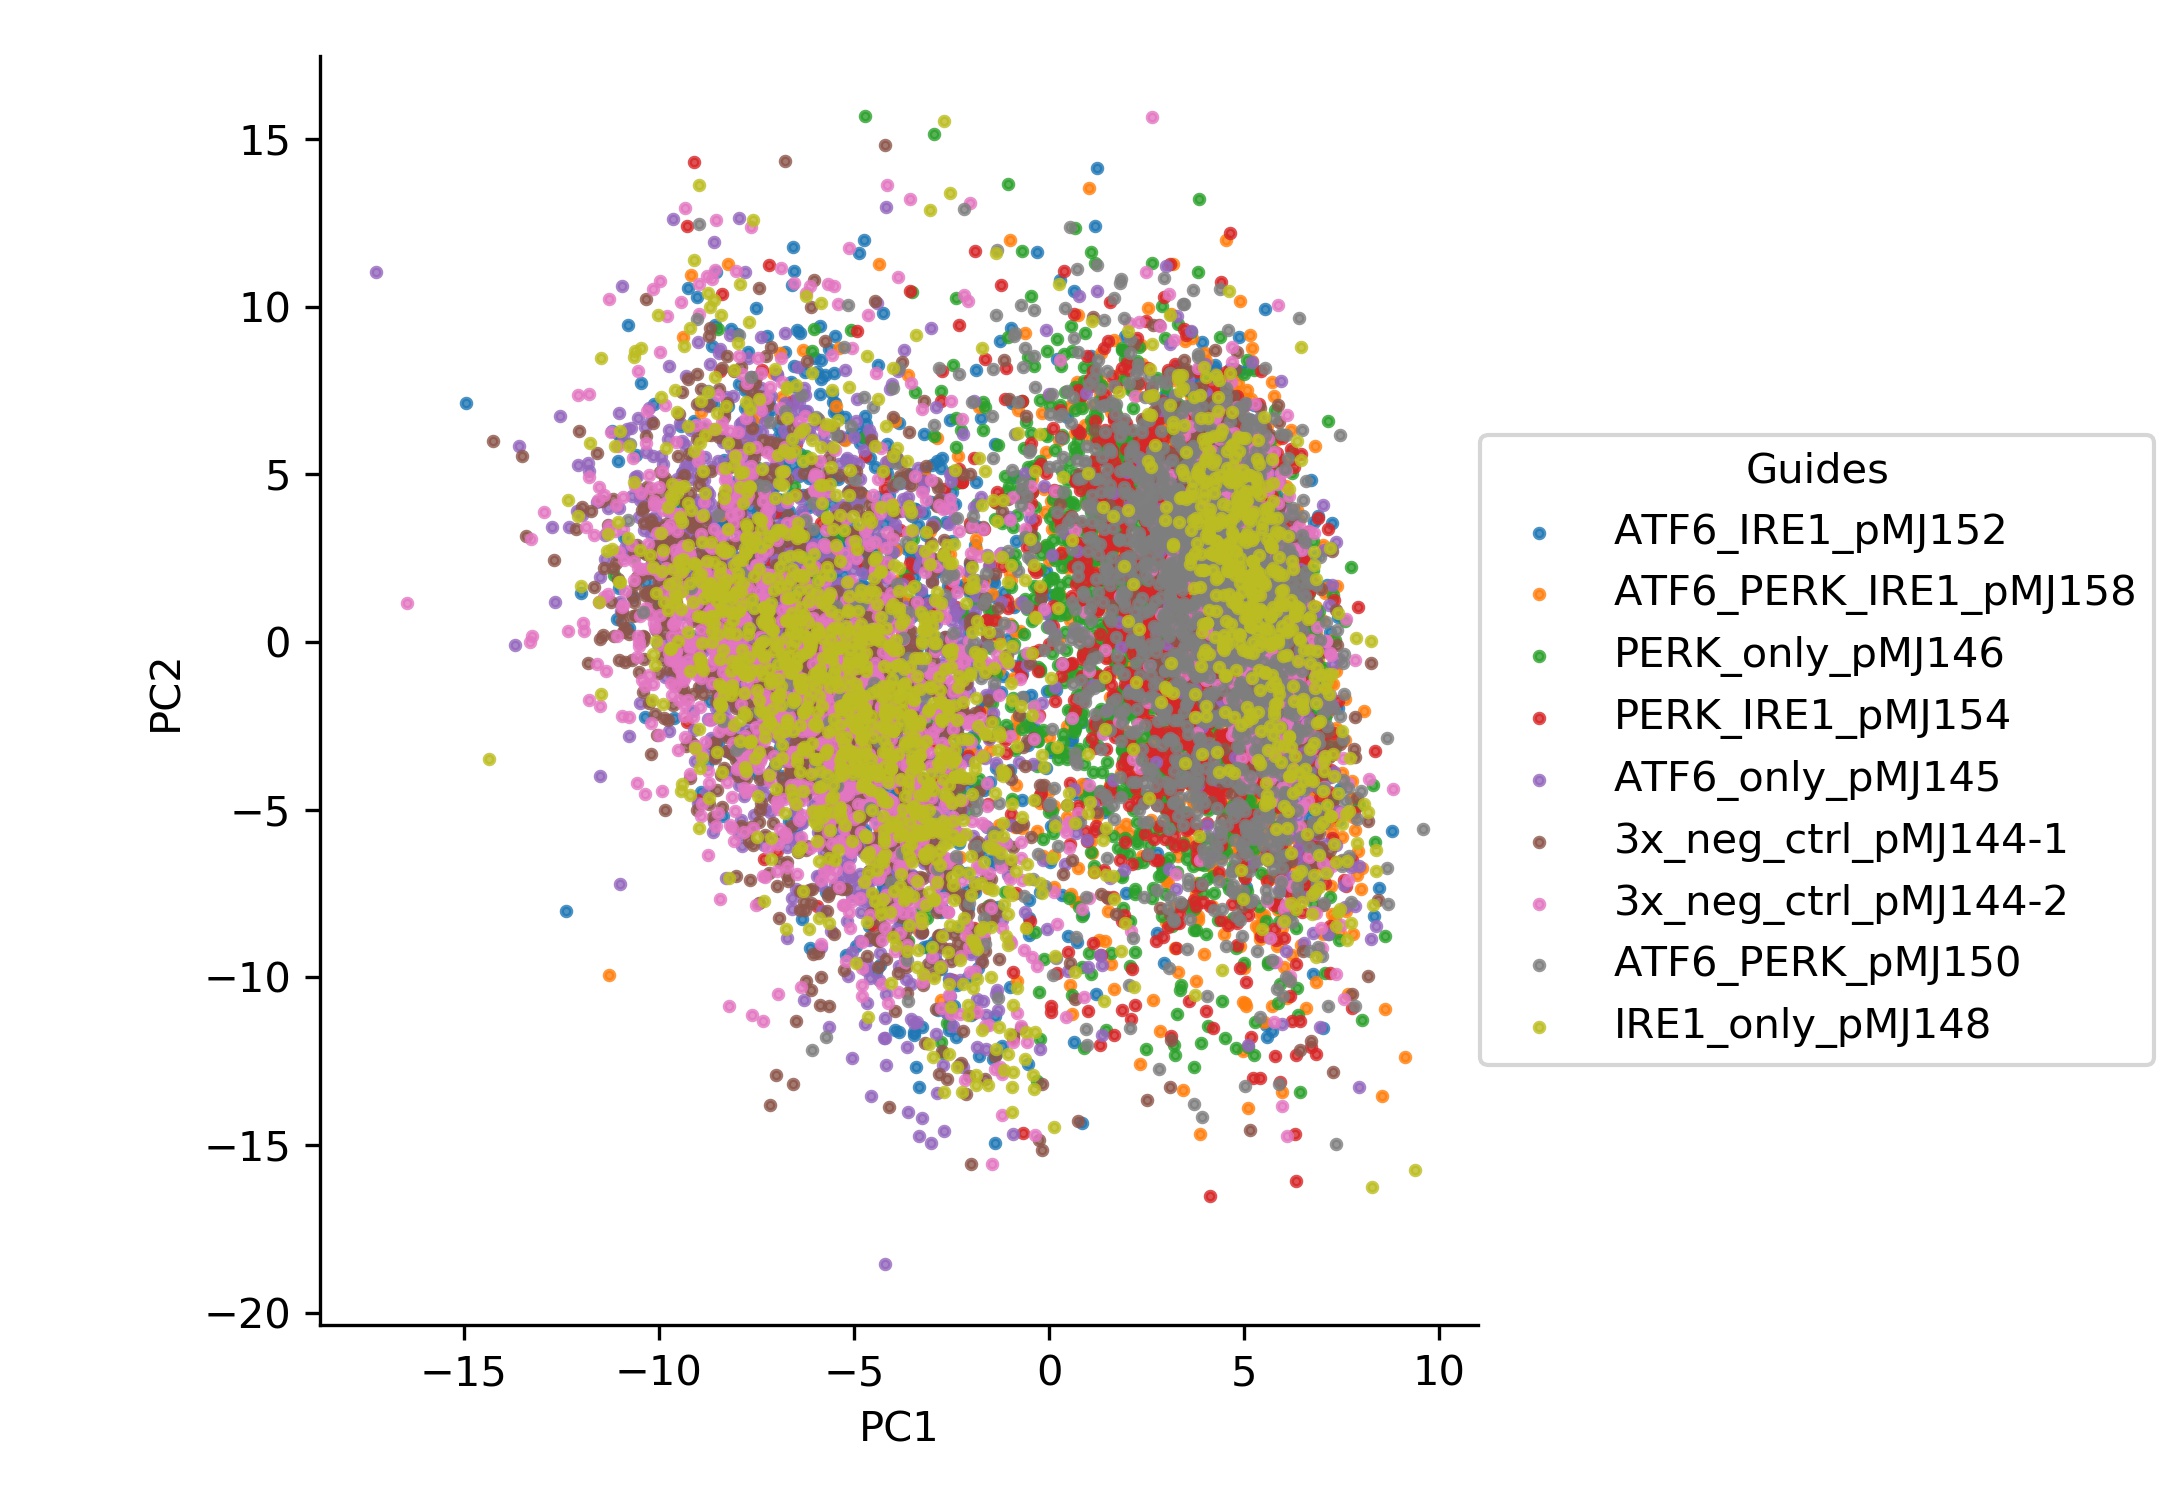 15
10
5
0
−5
−10
−15
−20
PC2
−15
−10
−5
0
5
10
PC1
Guides
ATF6_IRE1_pMJ152
ATF6_PERK_IRE1_pMJ158
PERK_only_pMJ146
PERK_IRE1_pMJ154
ATF6_only_pMJ145
3x_neg_ctrl_pMJ144-1
3x_neg_ctrl_pMJ144-2
ATF6_PERK_pMJ150
IRE1_only_pMJ148